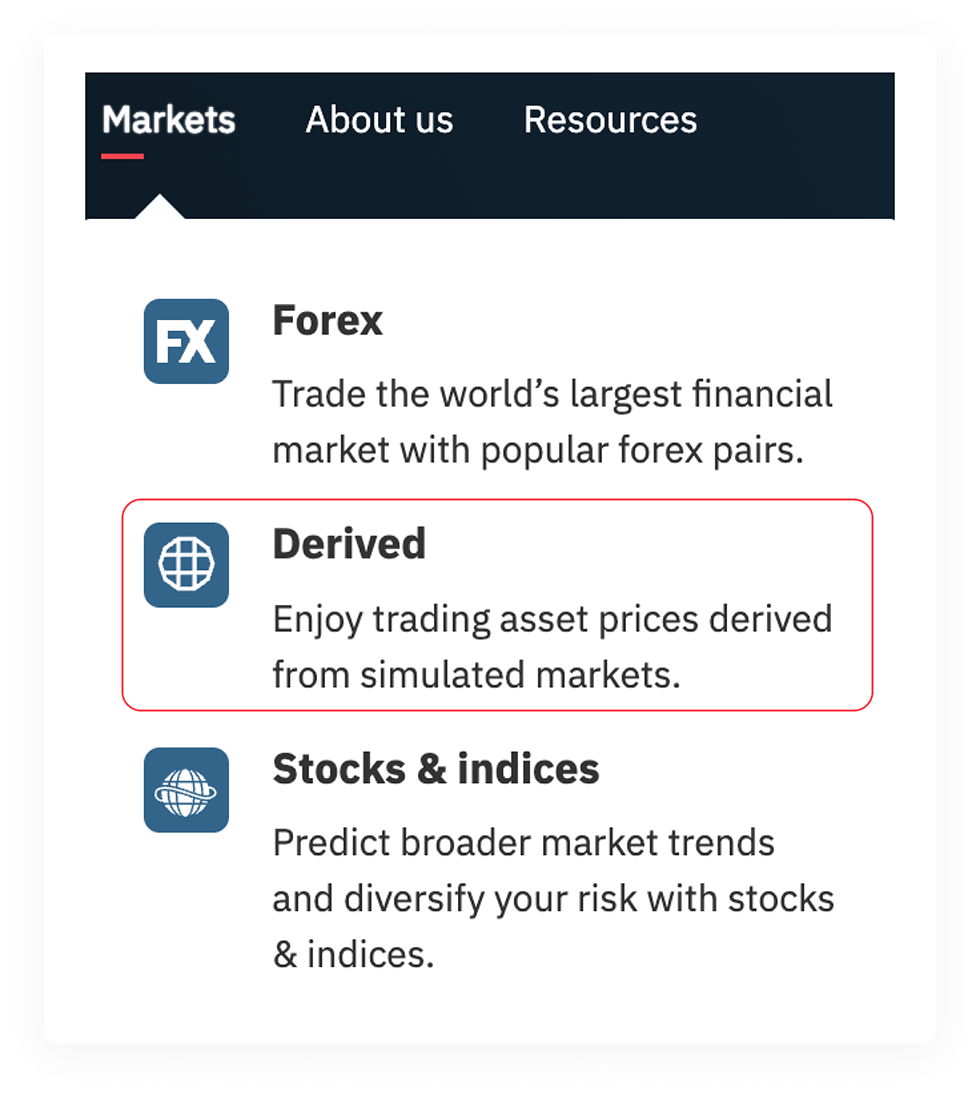 Markets About us Resources
FX
Forex
Trade the world’s largest financial
market with popular forex pairs.
Derived
Enjoy trading asset prices derived
from simulated markets.
Stocks & indices
Predict broader market trends
and diversify your risk with stocks
& indices.